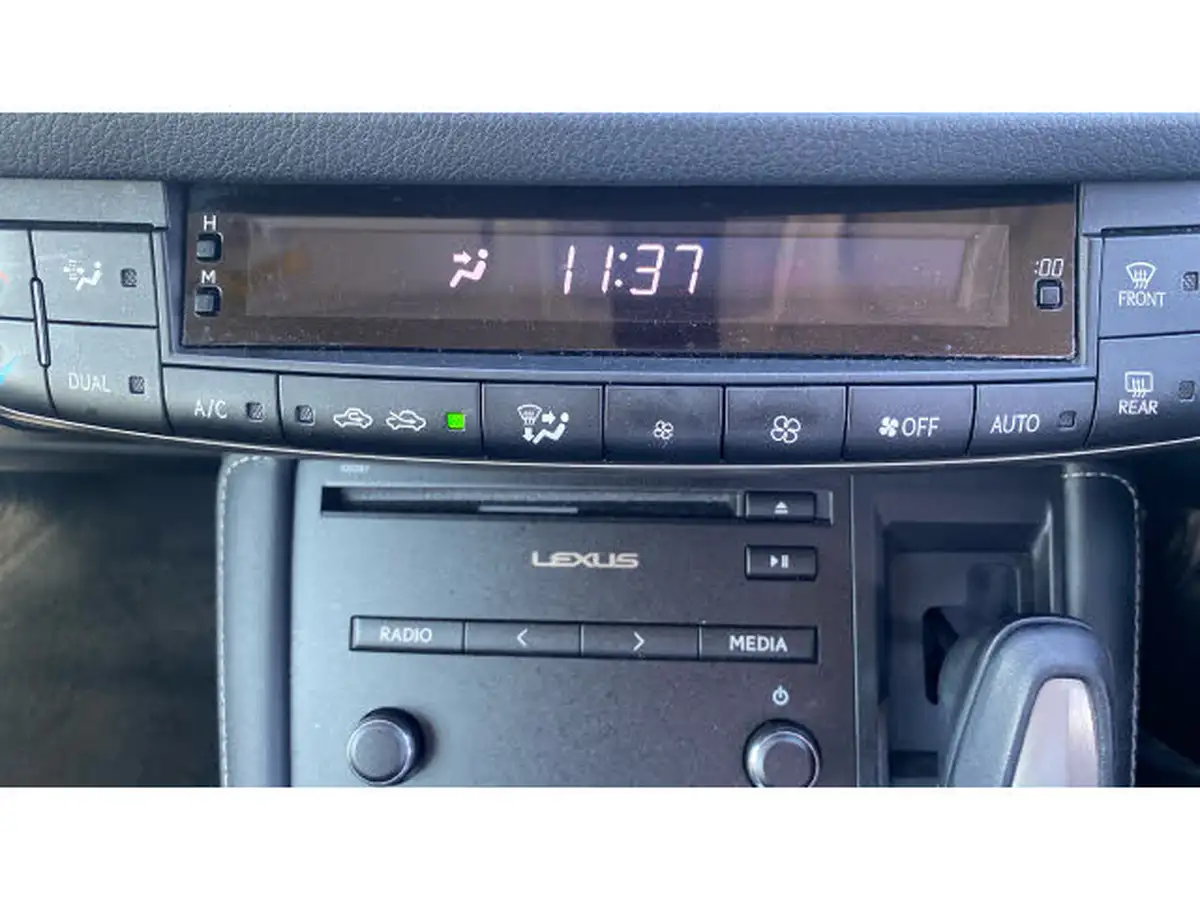 H
M
11:37
:00
FRONT
DUAL
A/C
OFF
AUTO
REAR
LEXUS
RADIO < > MEDIA